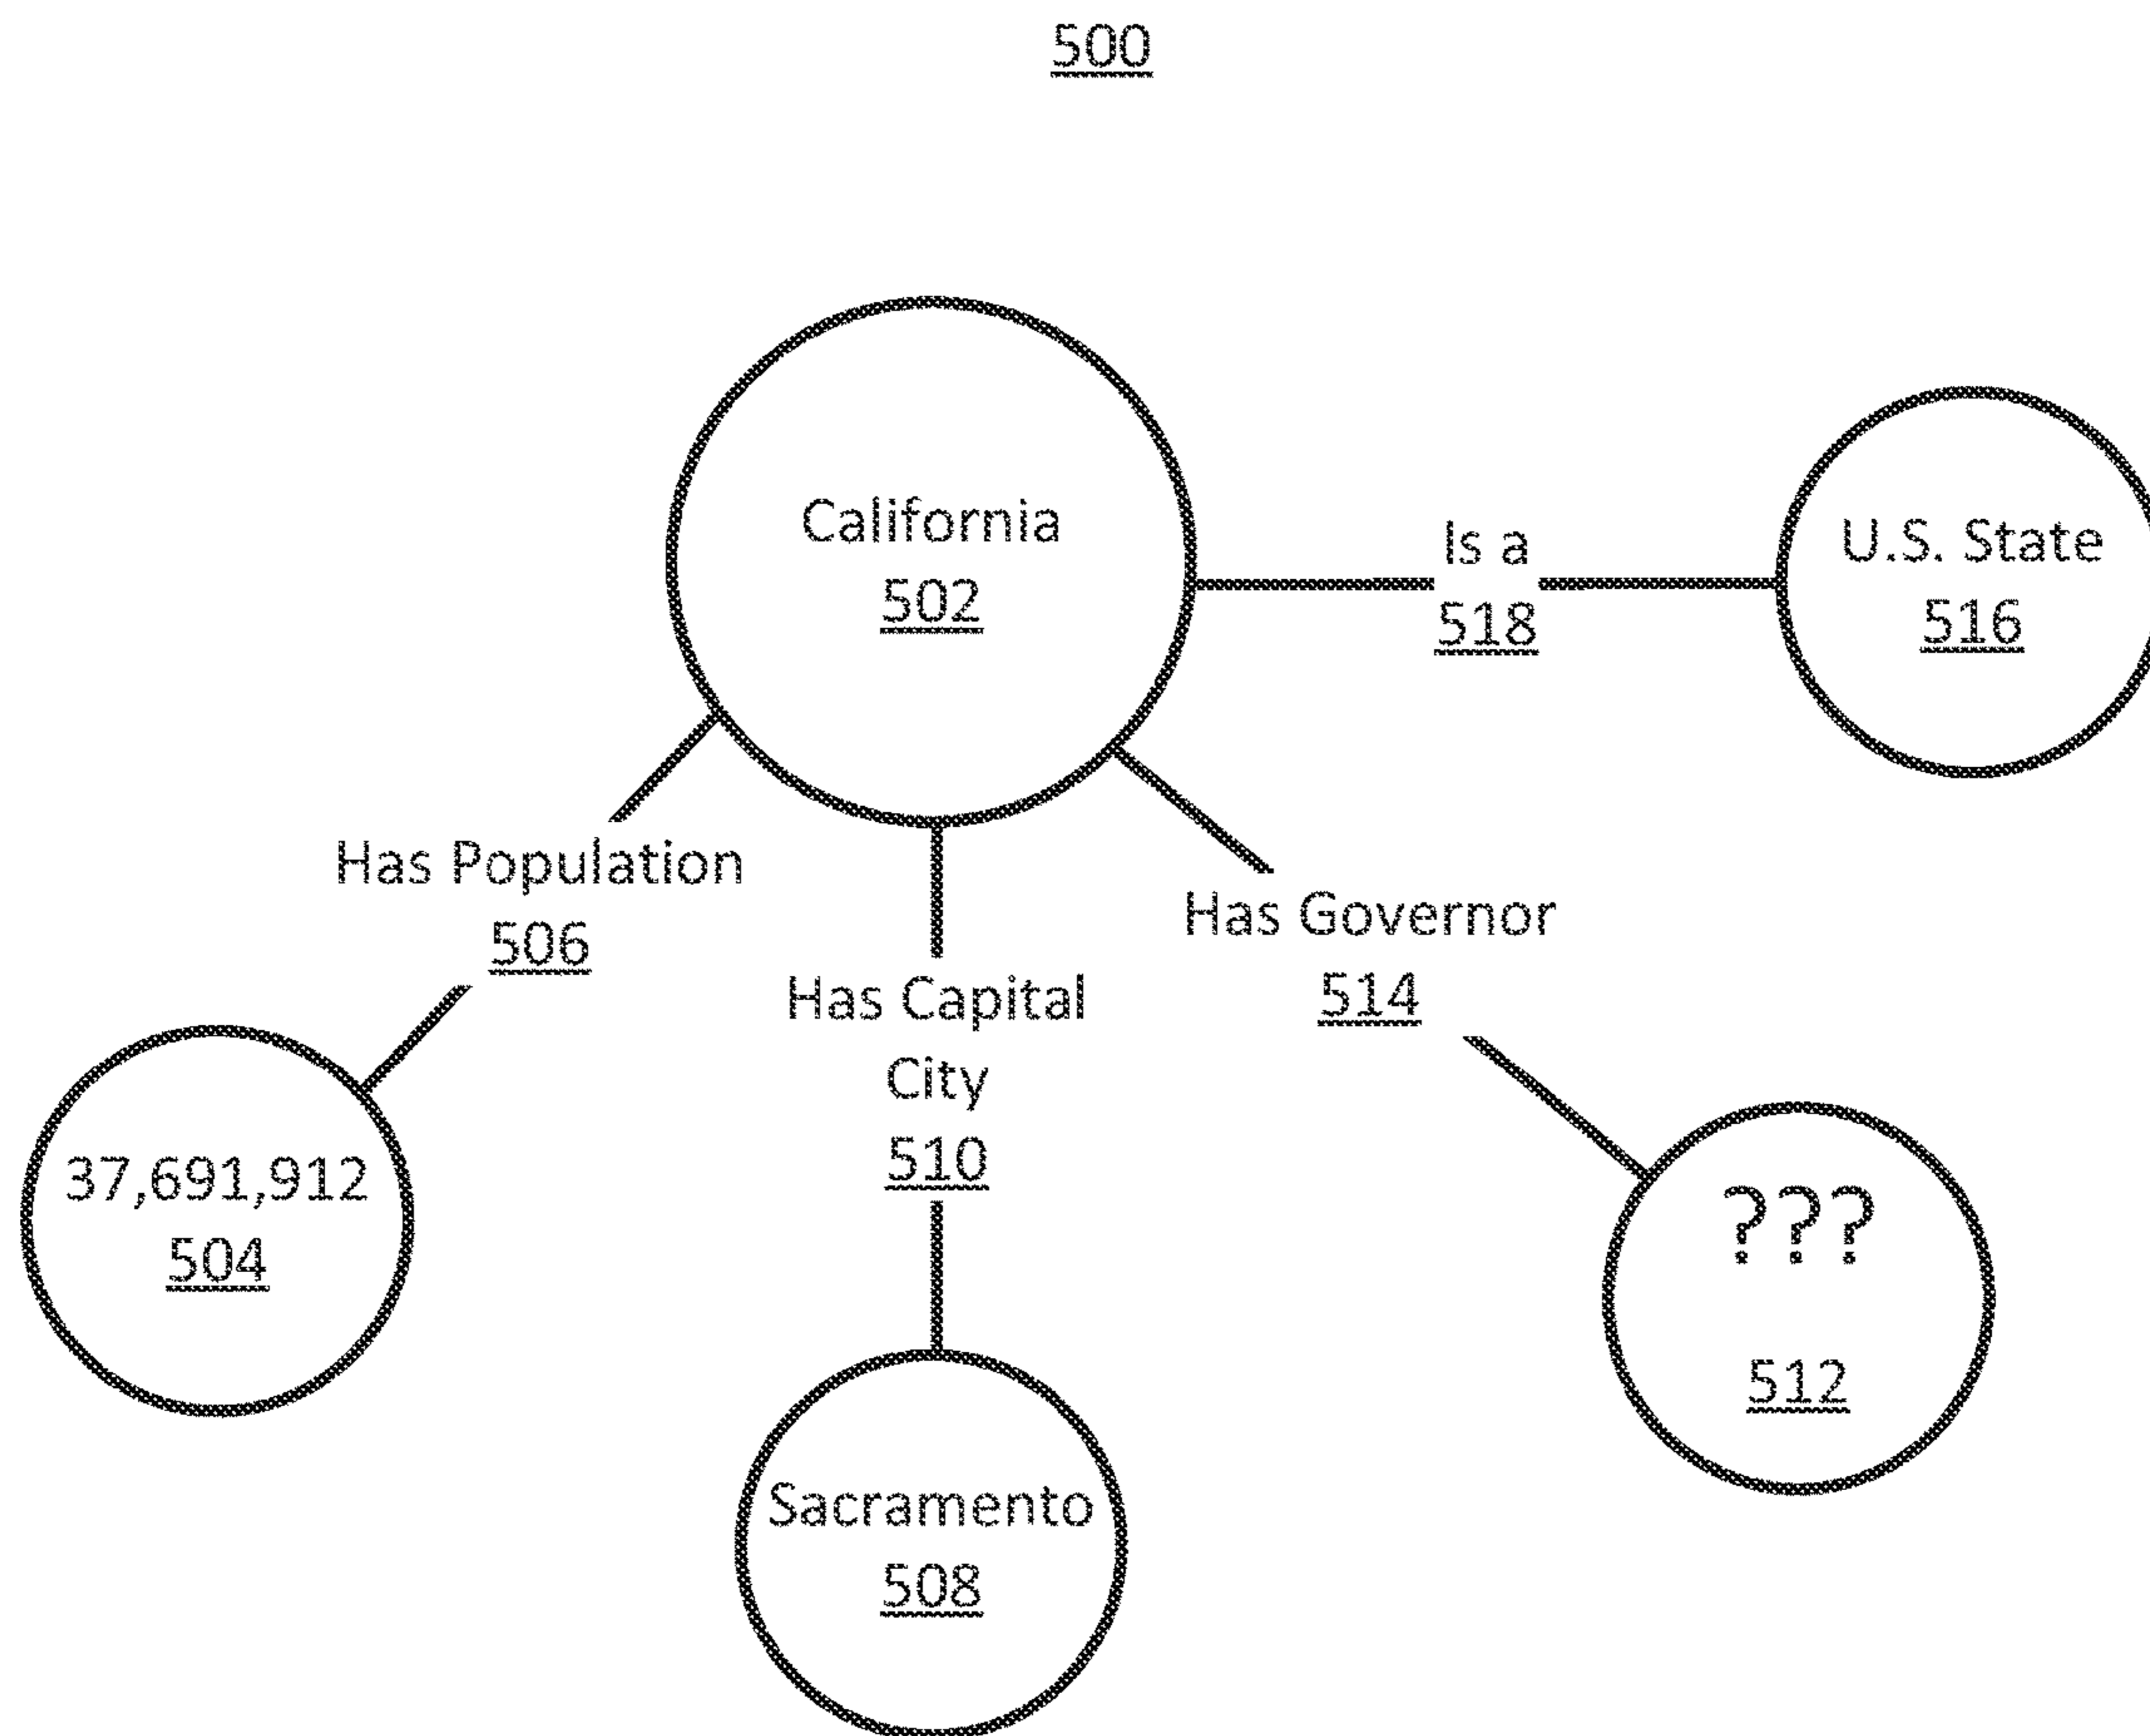 500
California
502
Is a
518
U.S. State
516
Has Population
506
Has Capital
City
510
Has Governor
514
37,691,912
504
Sacramento
508
???
512